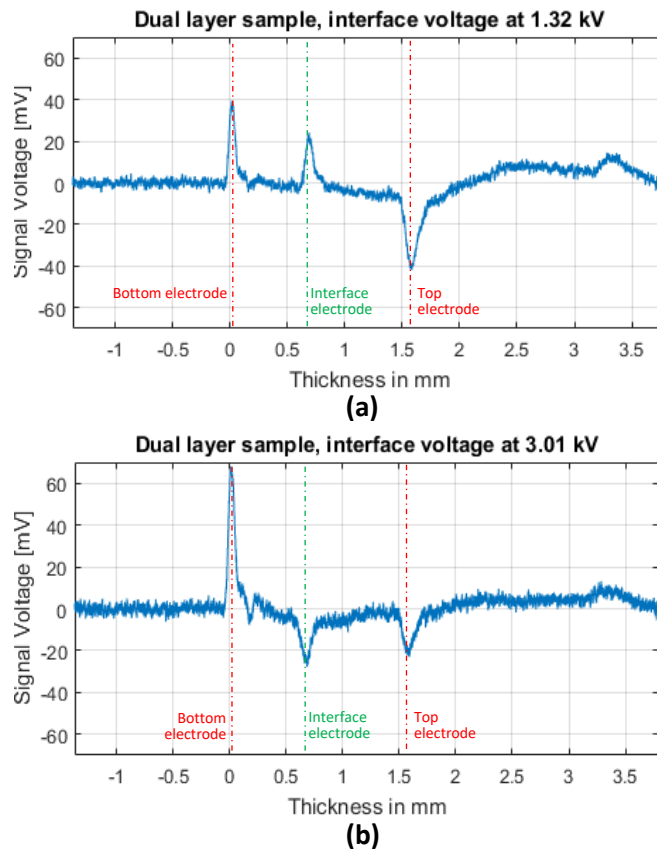 Dual layer sample, interface voltage at 1.32 kV
60
40
20
0
-20
-40
-60
Signal Voltage [mV]
Bottom electrode
Interface
electrode
Top
electrode
-1
-0.5
0
0.5
1
1.5
2
2.5
3
3.5
Thickness in mm
(a)
Dual layer sample, interface voltage at 3.01 kV
60
40
20
0
-20
-40
-60
Signal Voltage [mV]
Bottom
electrode
Interface
electrode
Top
electrode
-1
-0.5
0
0.5
1
1.5
2
2.5
3
3.5
Thickness in mm
(b)